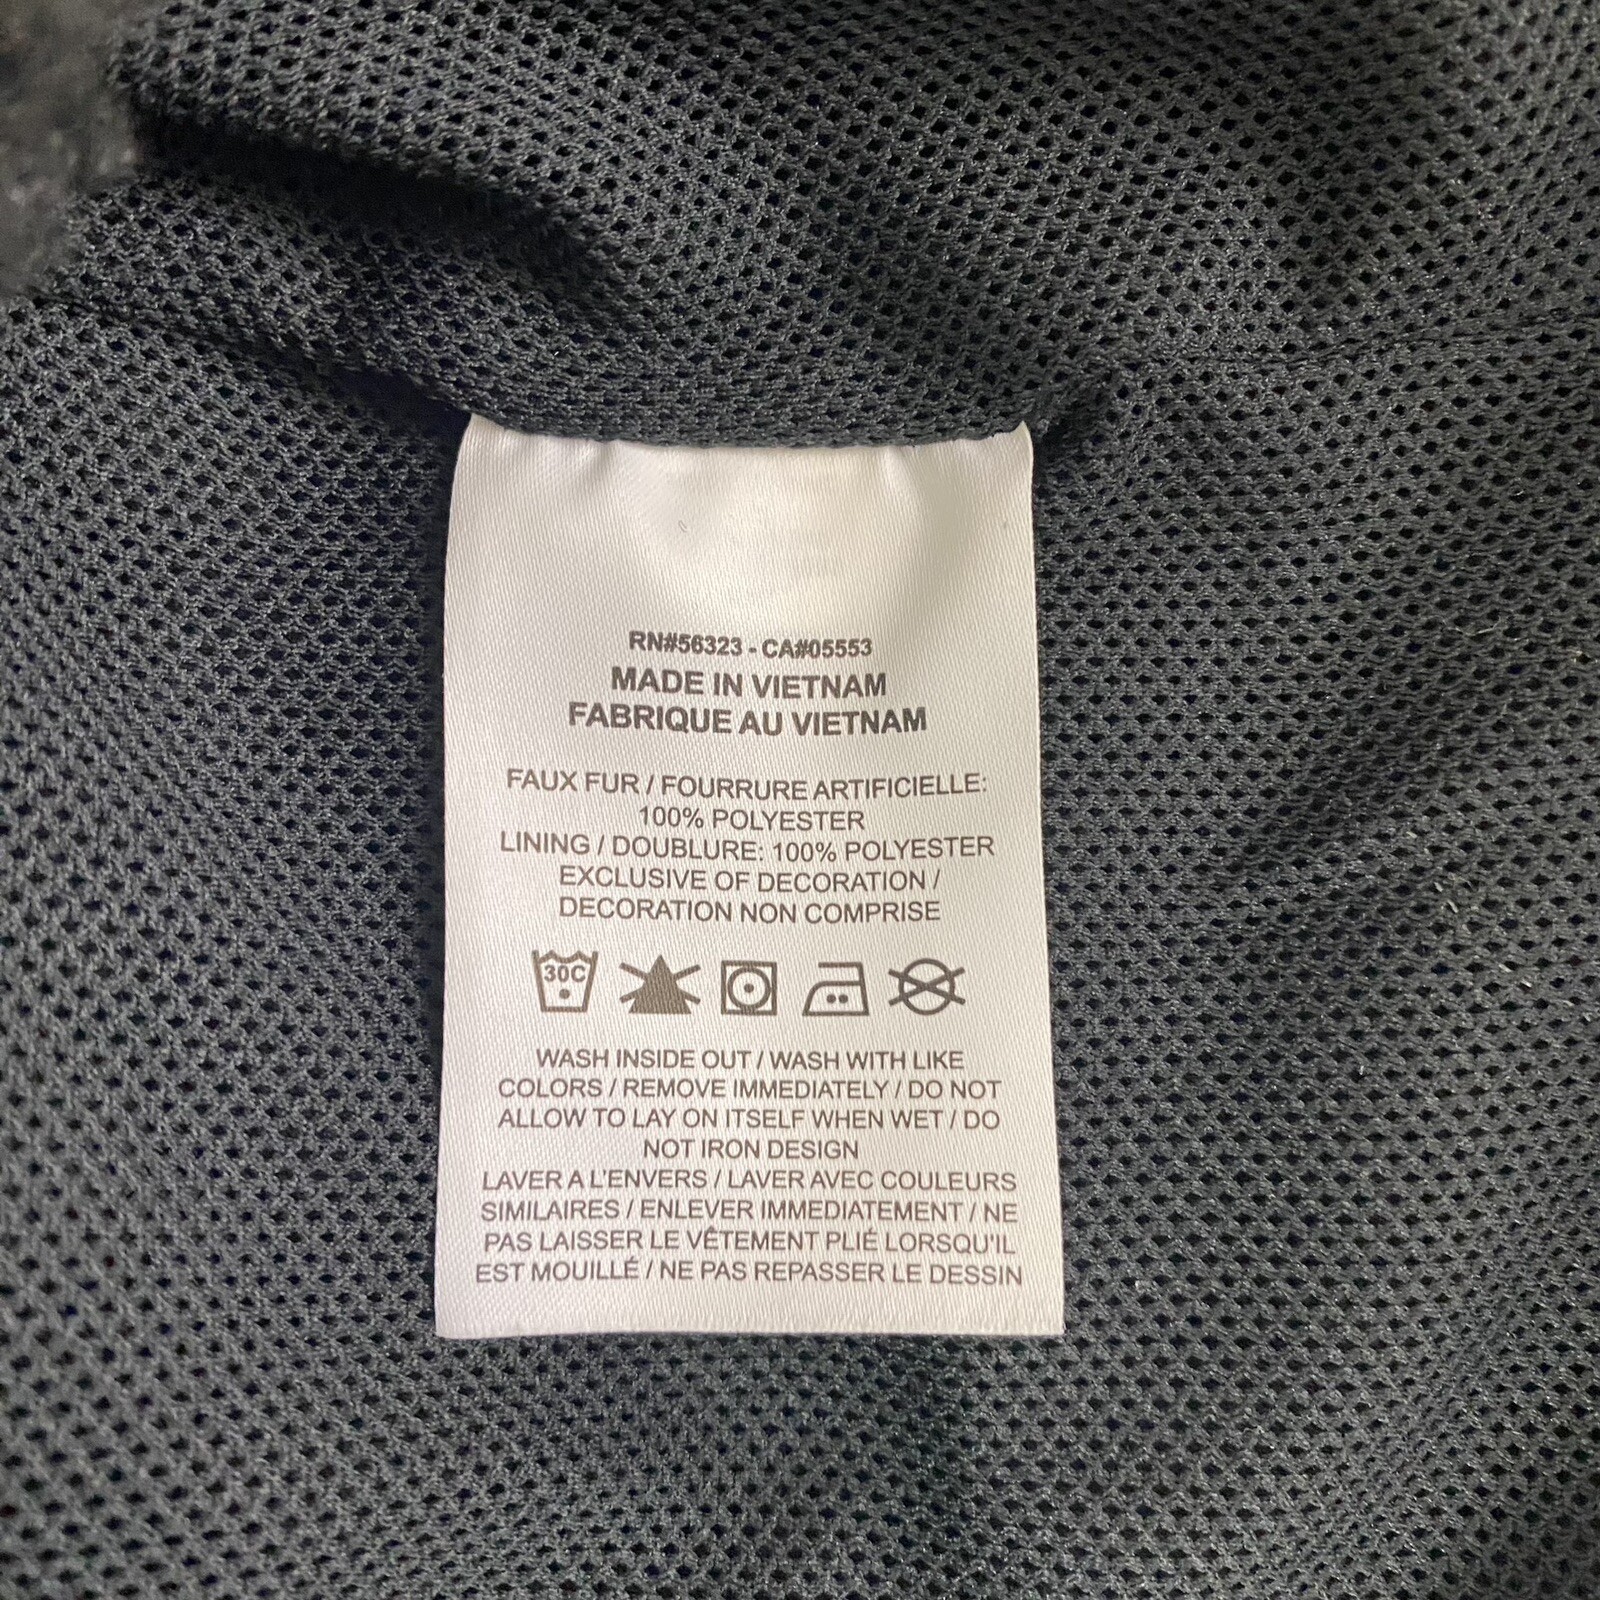 RN#56323 - CA#05553
MADE IN VIETNAM
FABRIQUE AU VIETNAM
FAUX FUR / FOURRURE ARTIFICIELLE:
100% POLYESTER
LINING / DOUBLURE: 100% POLYESTER
EXCLUSIVE OF DECORATION /
DECORATION NON COMPRISE
30C
WASH INSIDE OUT / WASH WITH LIKE
COLORS / REMOVE IMMEDIATELY / DO NOT
ALLOW TO LAY ON ITSELF WHEN WET / DO
NOT IRON DESIGN
LAVER A L'ENVERS / LAVER AVEC COULEURS
SIMILAIRES / ENLEVER IMMEDIATEMENT / NE
PAS LAISSER LE VÊTEMENT PLIÉ LORSQU'IL
EST MOUILLÉ / NE PAS REPASSER LE DESSIN